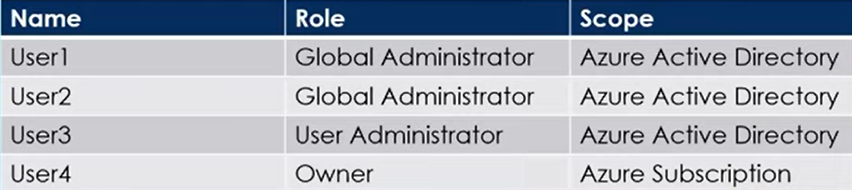 Name Role Scope
User1 Global Administrator Azure Active Directory
User2 Global Administrator Azure Active Directory
User3 User Administrator Azure Active Directory
User4 Owner Azure Subscription